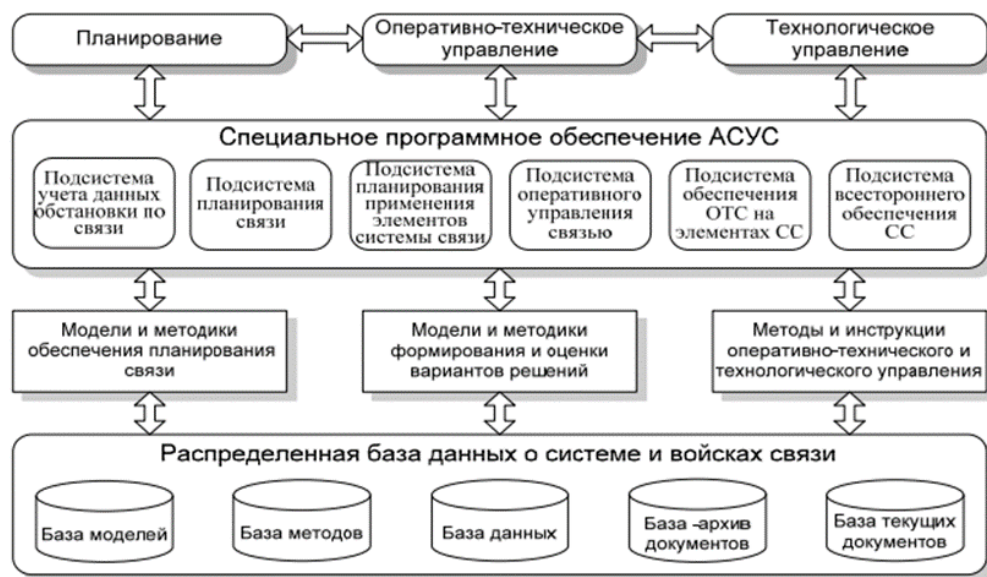 Планирование
Оперативно-техническое
управление
Технологическое
управление
Специальное программное обеспечение АСУС
Подсистема
учета данных
обстановки по
связи
Подсистема
планирования
связи
Подсистема
планирования
применения
элементов
системы связи
Подсистема
оперативного
управления
связью
Подсистема
обеспечения
ОТС на
элементах СС
Подсистема
всестороннего
обеспечения
СС
Модели и методики
обеспечения планирования
связи
Модели и методики
формирования и оценки
вариантов решений
Методы и инструкции
оперативно-технического и
технологического управления
Распределенная база данных о системе и войсках связи
База моделей
База методов
База данных
База -архив
документов
База текущих
документов